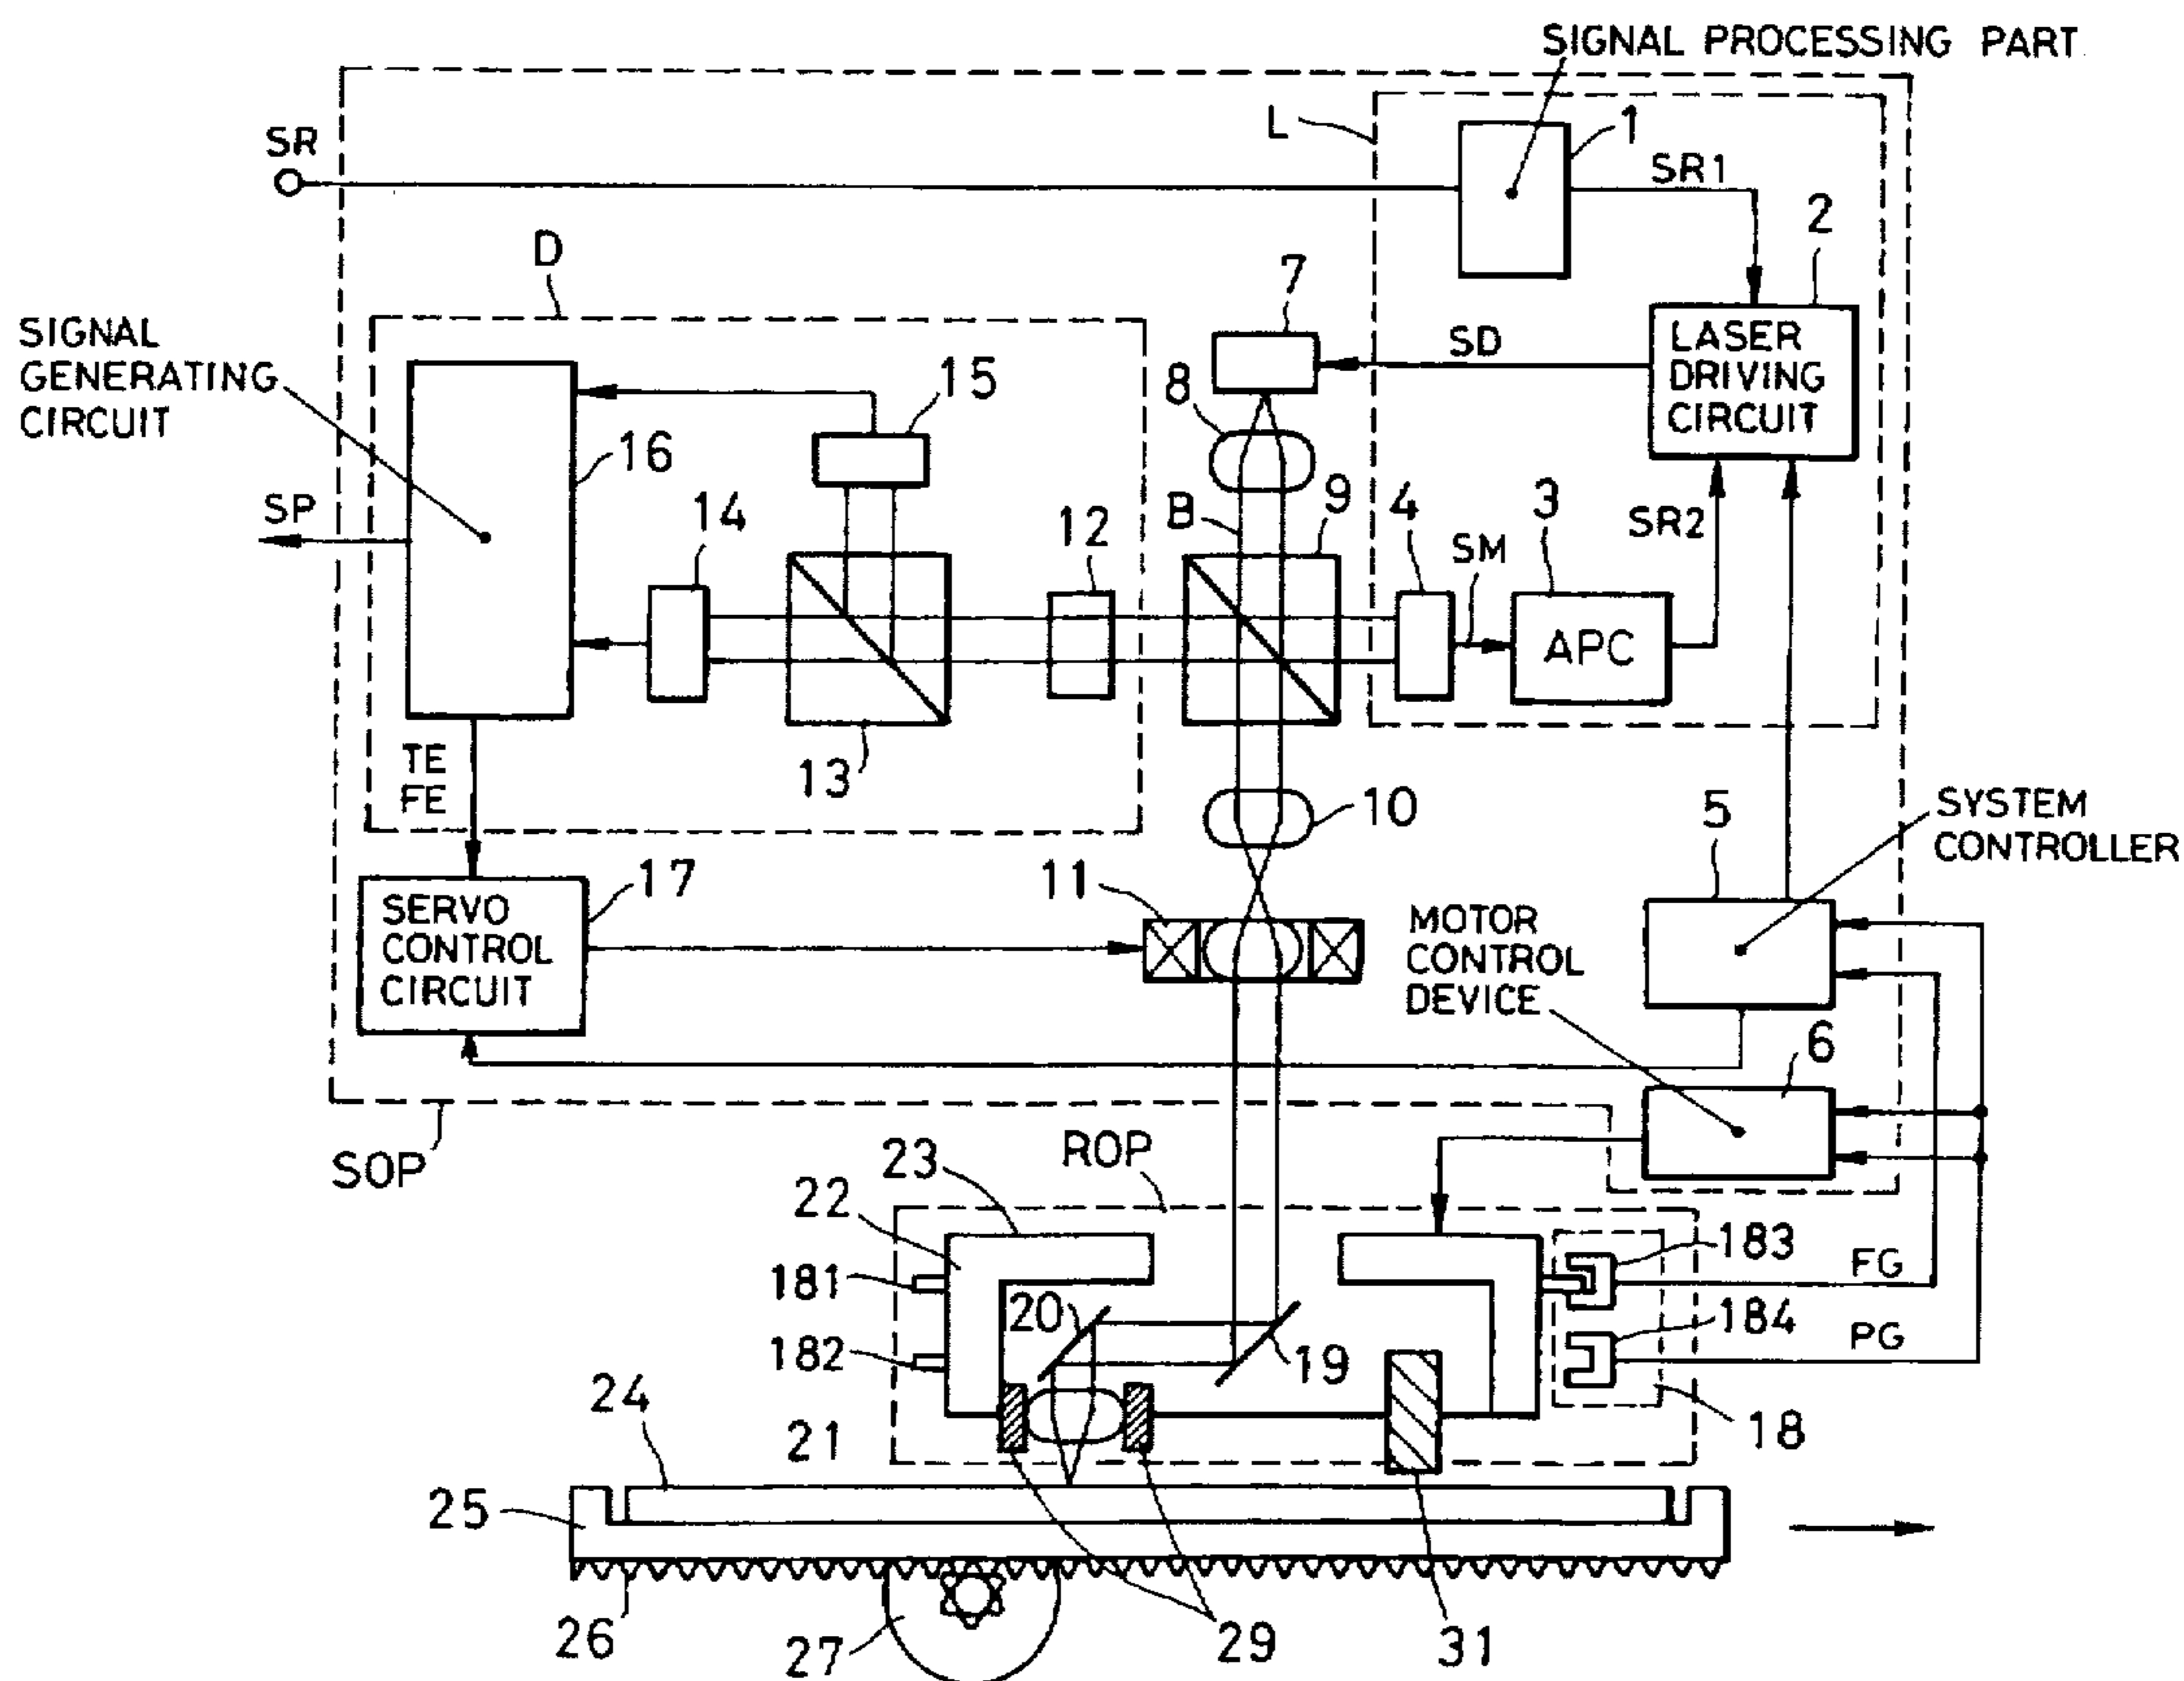 SIGNAL PROCESSING PART
L
1
SR
SR1
2
D
7
SIGNAL
GENERATING
CIRCUIT
15
8
SD
LASER
DRIVING
CIRCUIT
16
SP
14
12
B
9
4
SM
3
SR2
APC
TE
FE
13
10
5
SYSTEM
CONTROLLER
17
11
SERVO
CONTROL
CIRCUIT
MOTOR
CONTROL
DEVICE
6
SOP
23
ROP
22
183
FG
181
20
184
PG
182
19
24
21
18
25
26
27
29
31